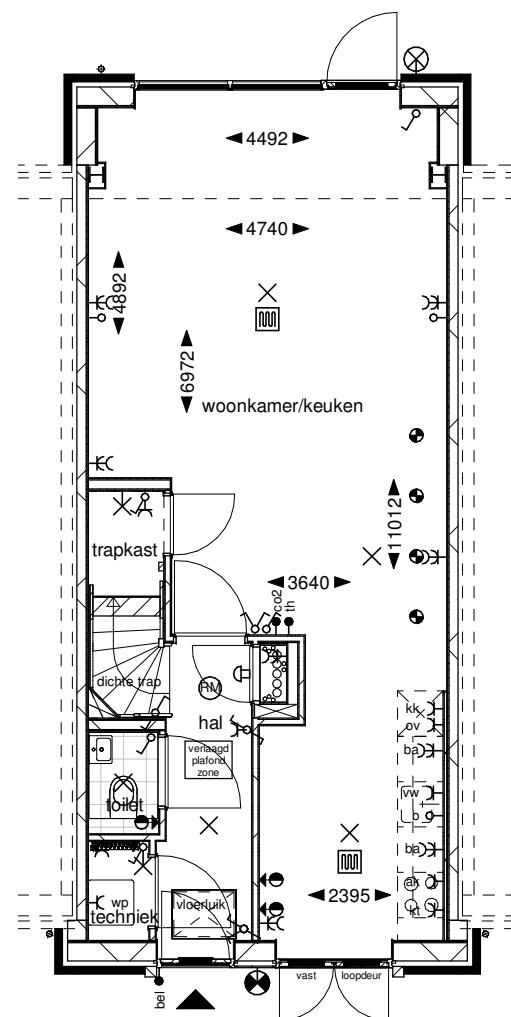 4492
4740
4892
6972
woonkamer/keuken
11012
trapkast
3640
co2
th
dichte trap
RM
hal
kk
ov
verlaagd
plafond
zone
ba
vw
toilet
b
ba
wp
techniek
vloerluik
ak
kt
2395
vast
loopdeur
bel